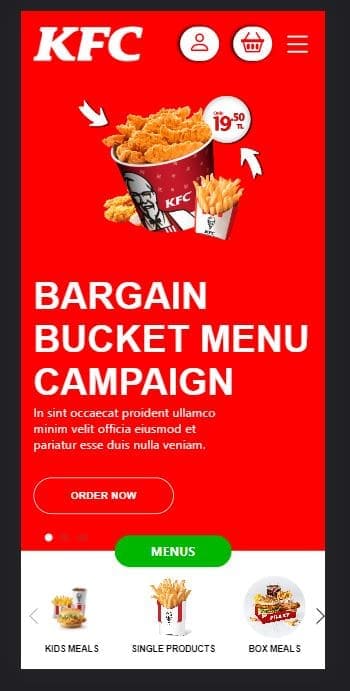 KFC
19.50
TL
KFC
KFC
BARGAIN
BUCKET MENU
CAMPAIGN
In sint occaecat proident ullamco
minim velit officia eiusmod et
pariatur esse duis nulla veniam.
ORDER NOW
MENUS
KIDS MEALS
SINGLE PRODUCTS
BOX MEALS